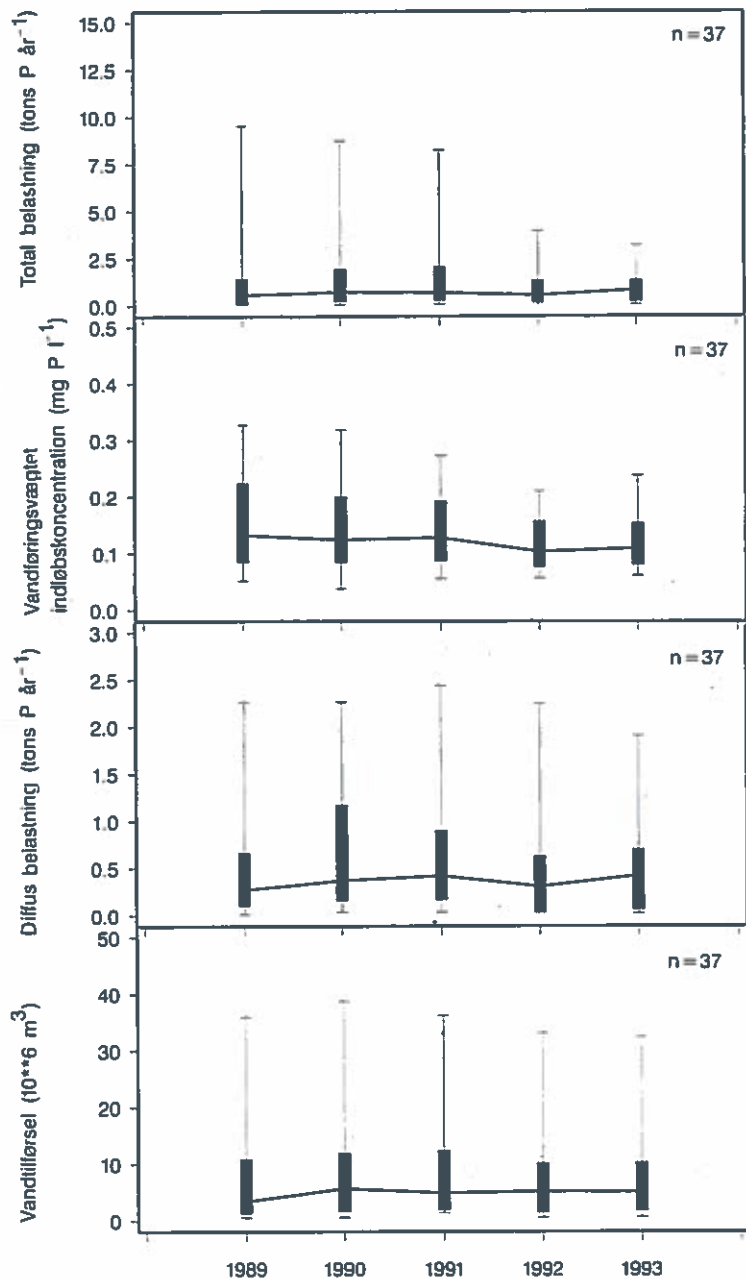 Total belastning (tons P år⁻¹)
15.0
12.5
10.0
7.5
5.0
2.5
0.0
n=37
Vandføringsvægtet
indløbskoncentration (mg P l⁻¹)
0.5
0.4
0.3
0.2
0.1
0.0
n=37
Diffus belastning (tons P år⁻¹)
3.0
2.5
2.0
1.5
1.0
0.5
0.0
n=37
Vandtilførsel (10**6 m³)
50
40
30
20
10
0
n=37
1989 1990 1991 1992 1993